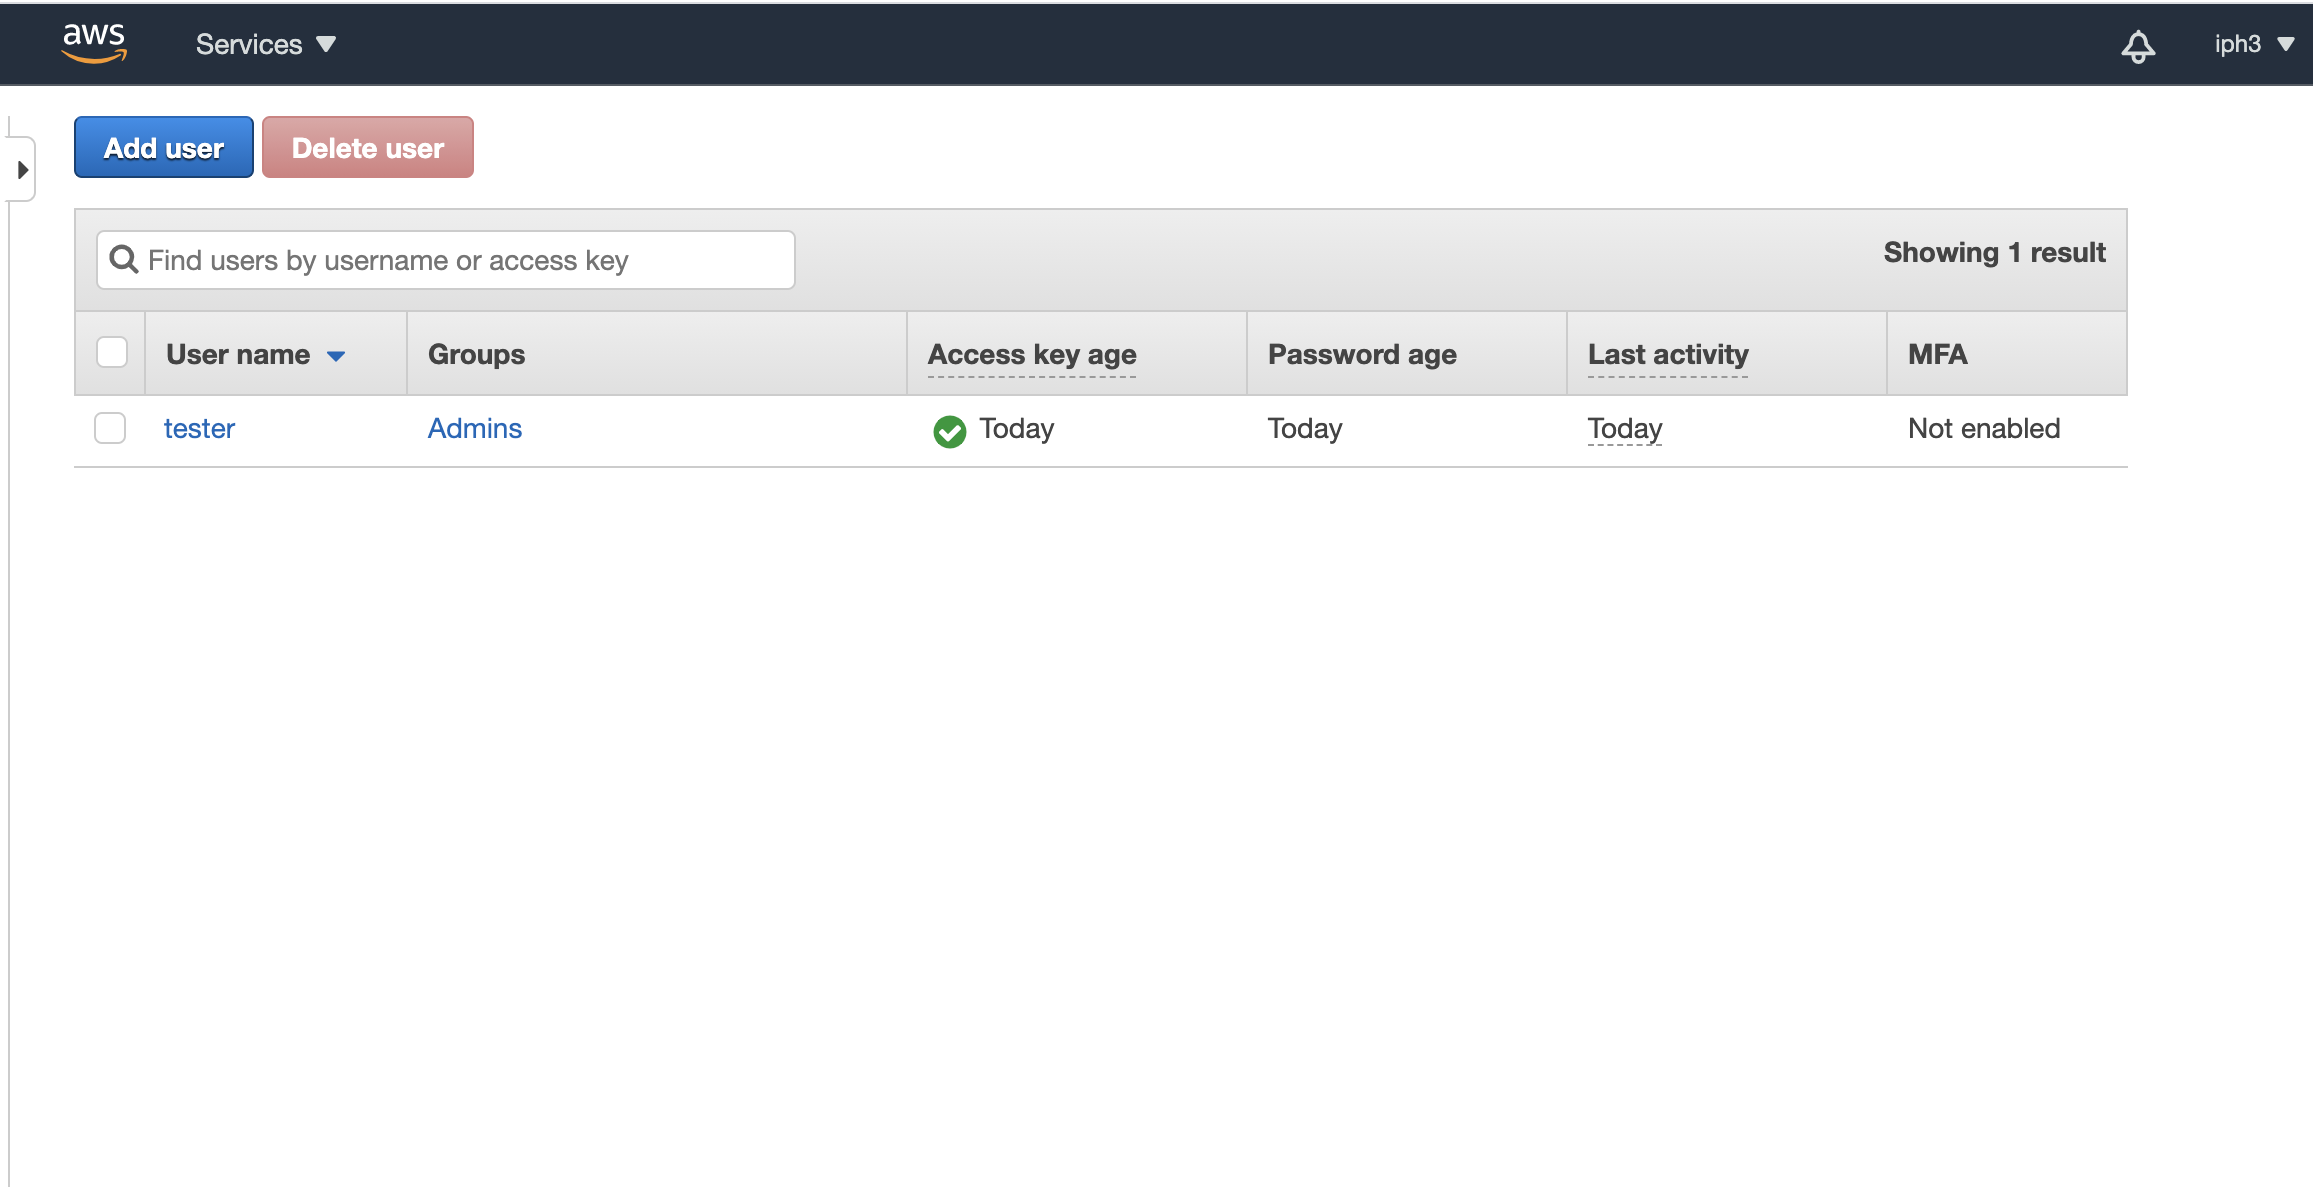 aws Services iph3
Add user Delete user
Find users by username or access key Showing 1 result
User name Groups Access key age Password age Last activity MFA
tester Admins Today Today Today Not enabled